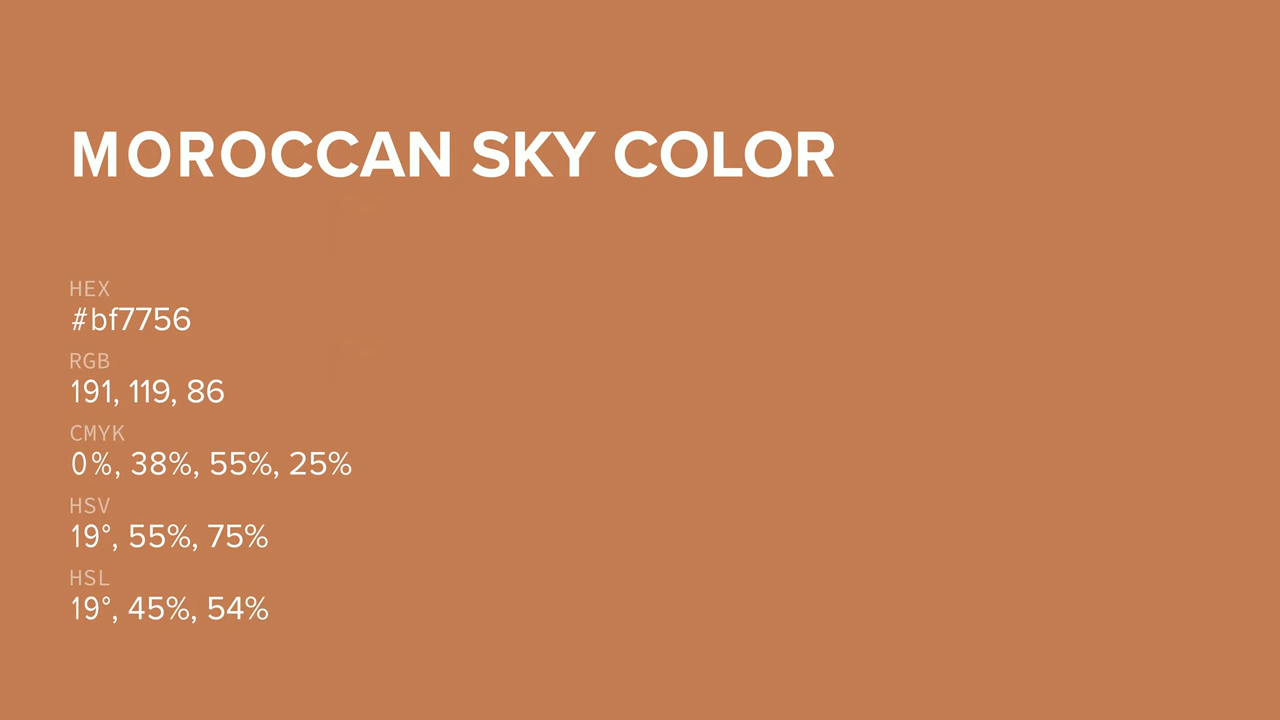 MOROCCAN SKY COLOR
HEX
#bf7756
RGB
191, 119, 86
CMYK
0%, 38%, 55%, 25%
HSV
19°, 55%, 75%
HSL
19°, 45%, 54%